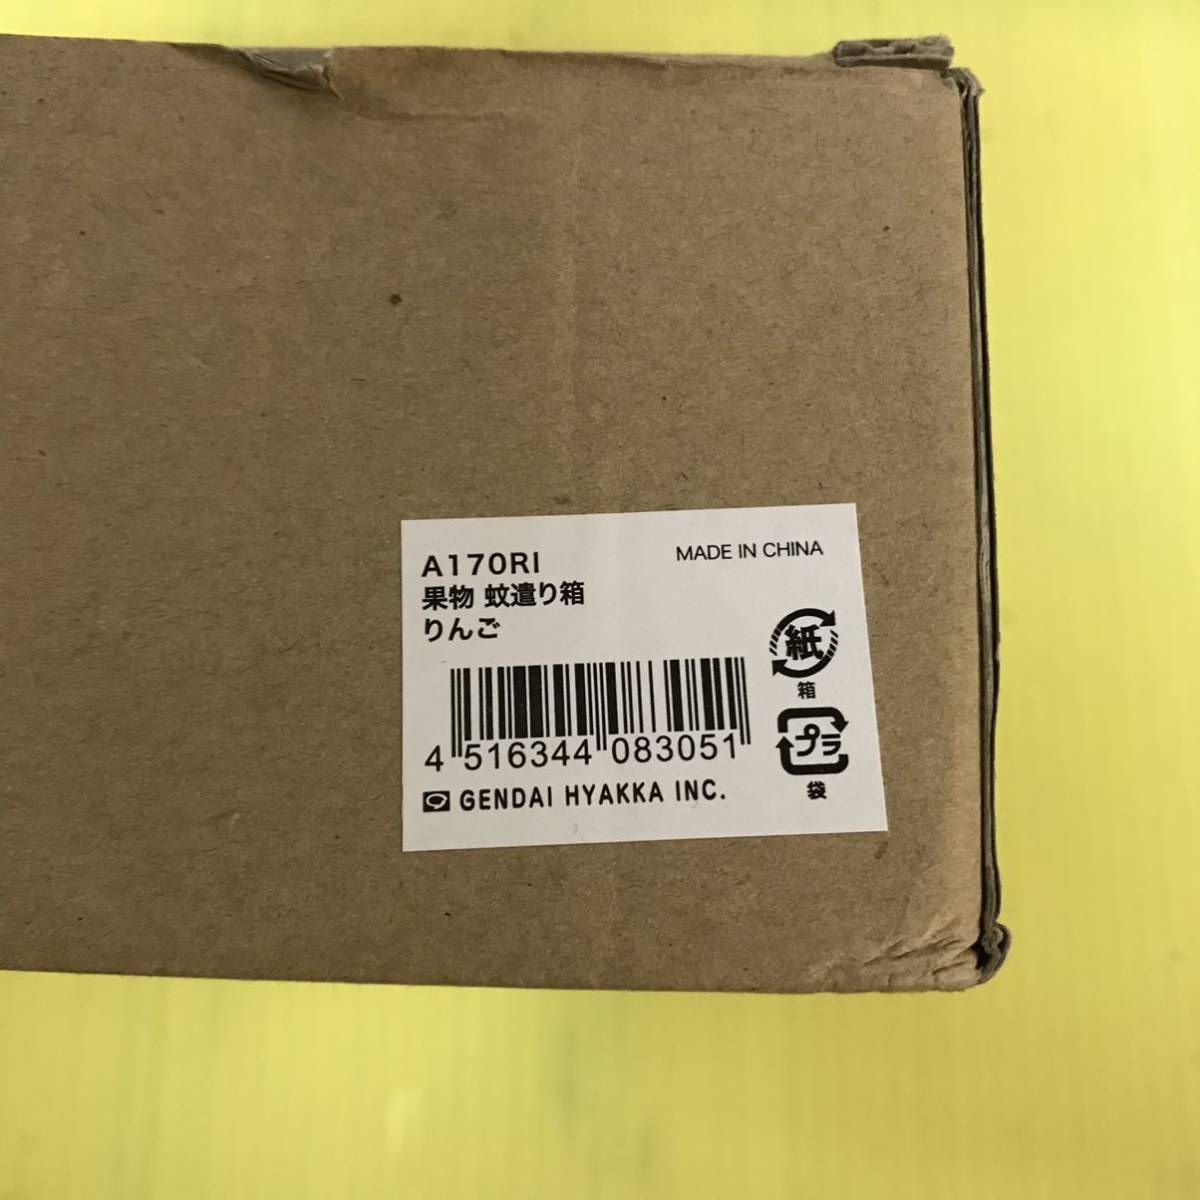 A170RI
MADE IN CHINA
果物 蚊遣り箱
りんご
紙
箱
プラ
袋
4 516344 083051
GENDAI HYAKKA INC.